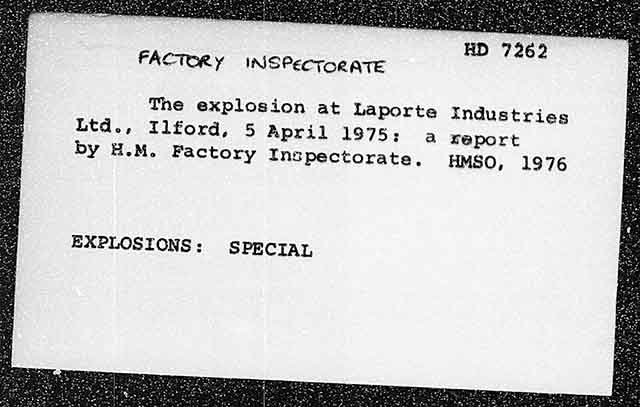 HD 7262
FACTORY INSPECTORATE
The explosion at Laporte Industries
Ltd., Ilford, 5 April 1975: a report
by H.M. Factory Inspectorate. HMSO, 1976
EXPLOSIONS: SPECIAL